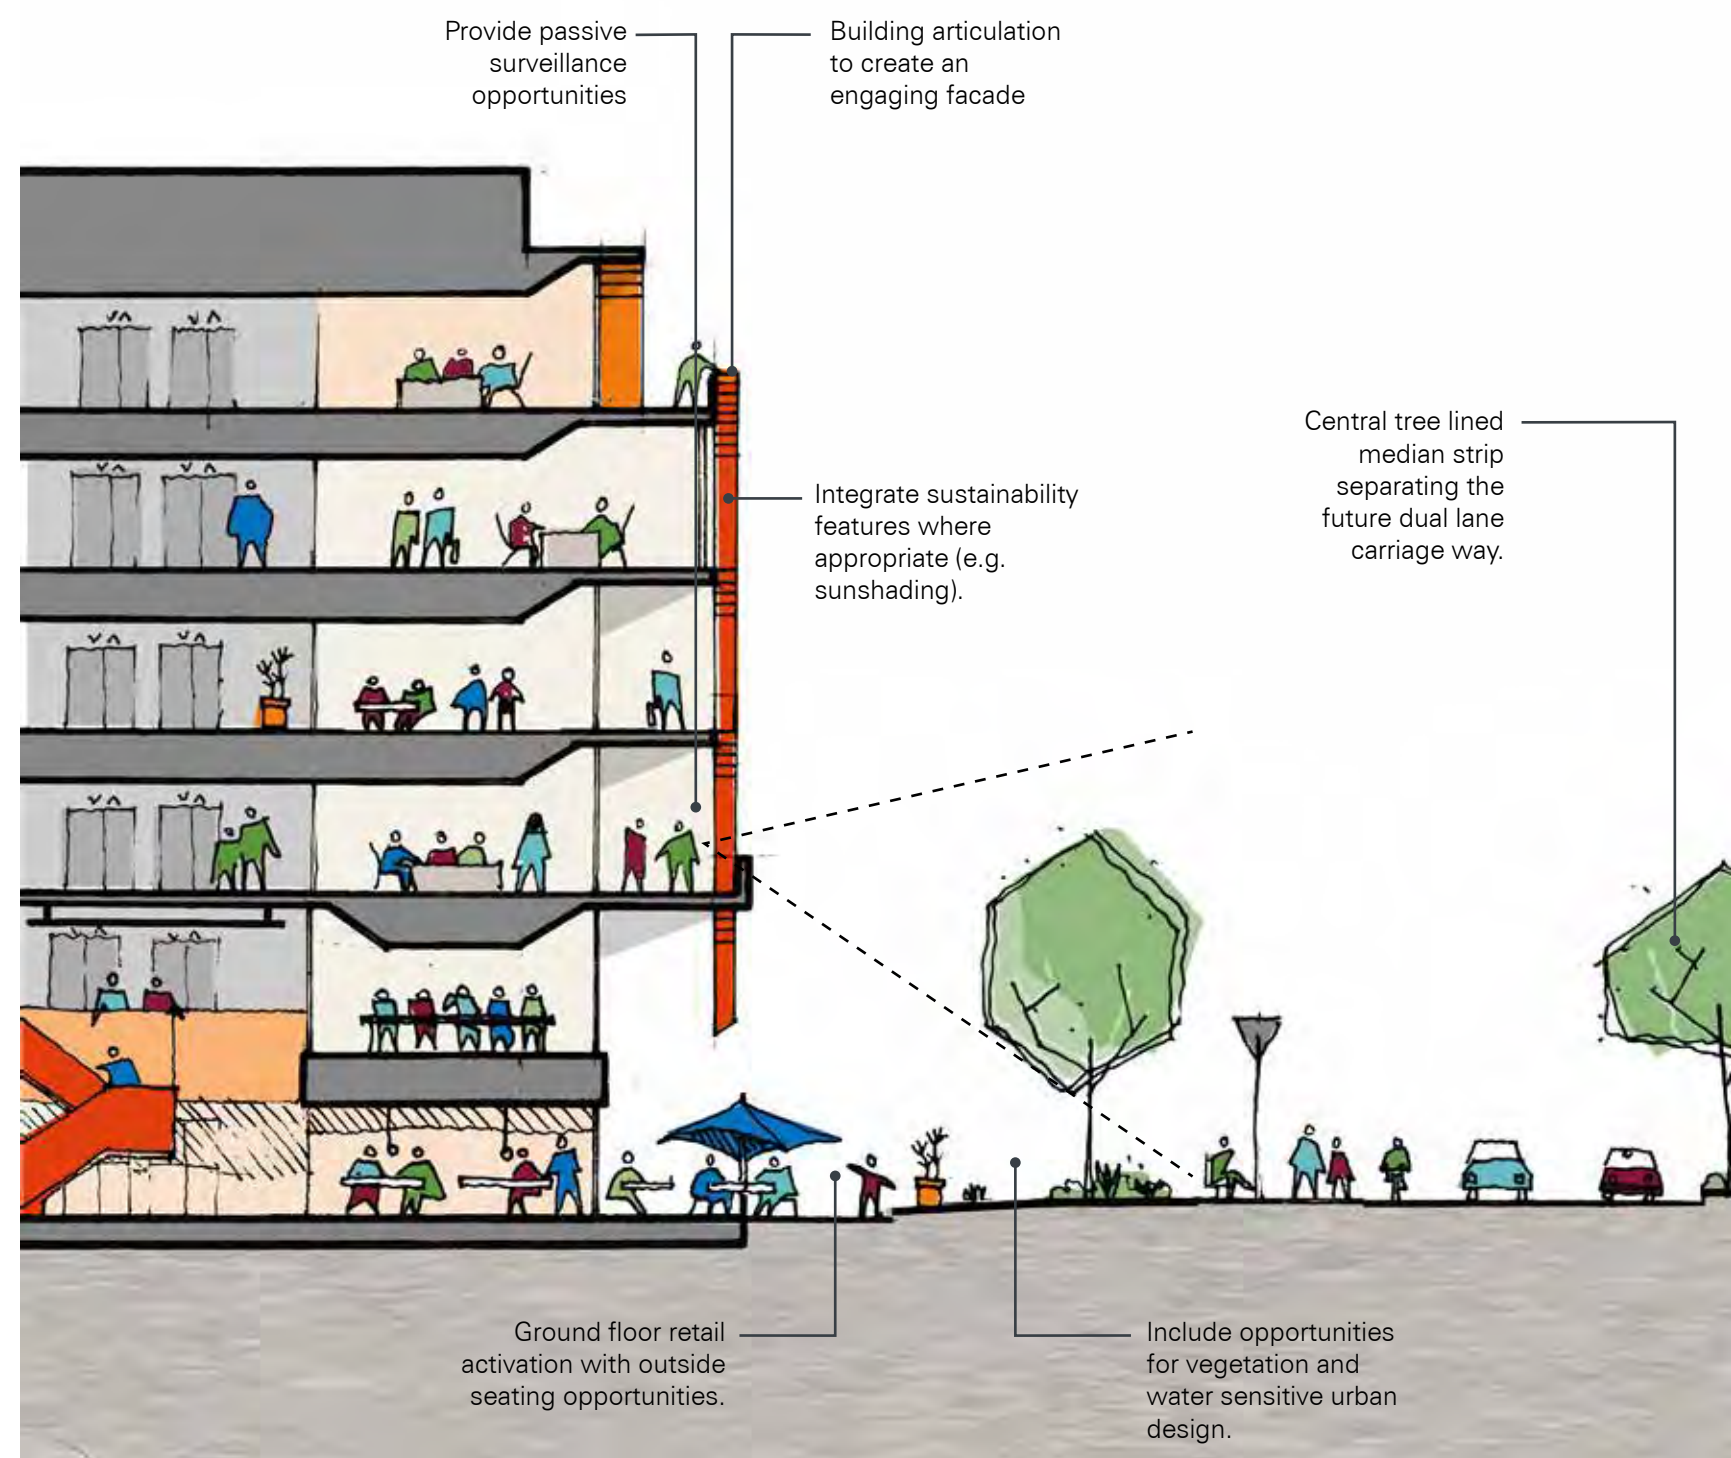 Provide passive
surveillance
opportunities
Building articulation
to create an
engaging facade
Central tree lined
median strip
separating the
future dual lane
carriage way.
Integrate sustainability
features where
appropriate (e.g.
sunshading).
Ground floor retail
activation with outside
seating opportunities.
Include opportunities
for vegetation and
water sensitive urban
design.